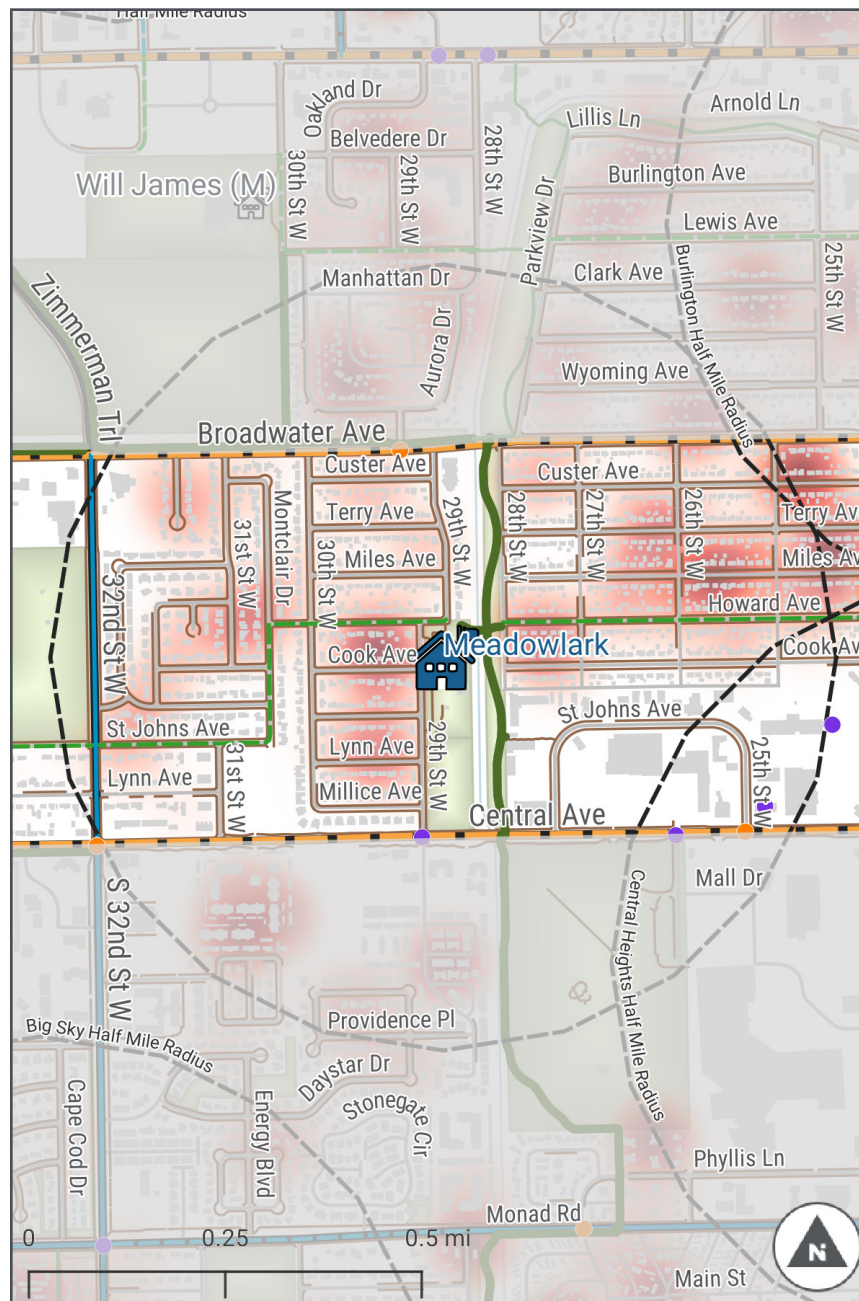 Half Mile Radius
Oakland Dr
Lillis Ln
Arnold Ln
Belvedere Dr
30th St W
29th St W
28th St W
Will James (M)
Burlington Ave
Parkview Dr
Lewis Ave
25th St W
Manhattan Dr
Clark Ave
Burlington Half Mile Radius
Zimmerman Trl
Aurora Dr
Wyoming Ave
Broadwater Ave
Custer Ave
Custer Ave
Terry Ave
Terry Av
31st St W
Montclair Dr
30th St W
29th St W
28th St W
27th St W
26th St W
Miles Ave
Miles Av
32nd St W
Howard Ave
Cook Ave
Meadowlark
Cook Av
St Johns Ave
St Johns Ave
Lynn Ave
29th St W
25th St W
Lynn Ave
31st St W
Millice Ave
Central Ave
S 32nd St W
Mall Dr
Central Heights Half Mile Radius
Big Sky Half Mile Radius
Providence Pl
Daystar Dr
Stonegate Cir
Cape Cod Dr
Energy Blvd
Phyllis Ln
Monad Rd
0 0.25 0.5 mi
N
Main St